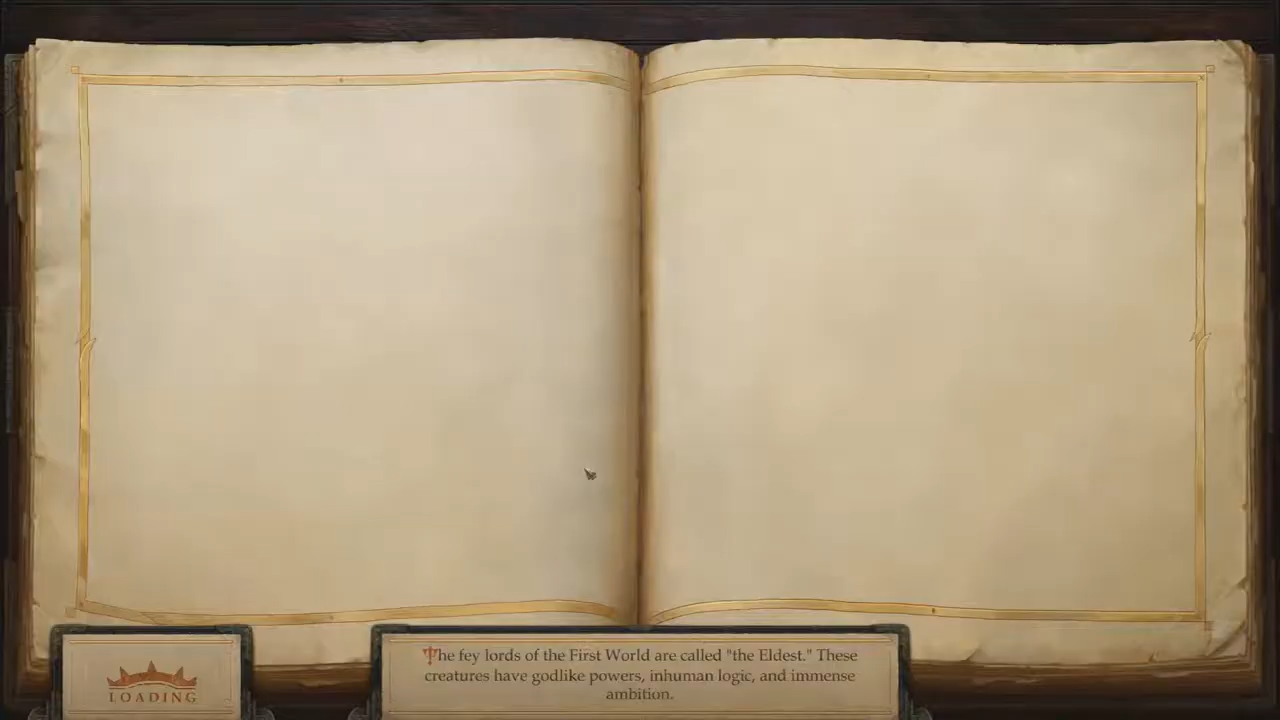 The fey lords of the First World are called "the Eldest." These
creatures have godlike powers, inhuman logic, and immense
ambition.
LOADING